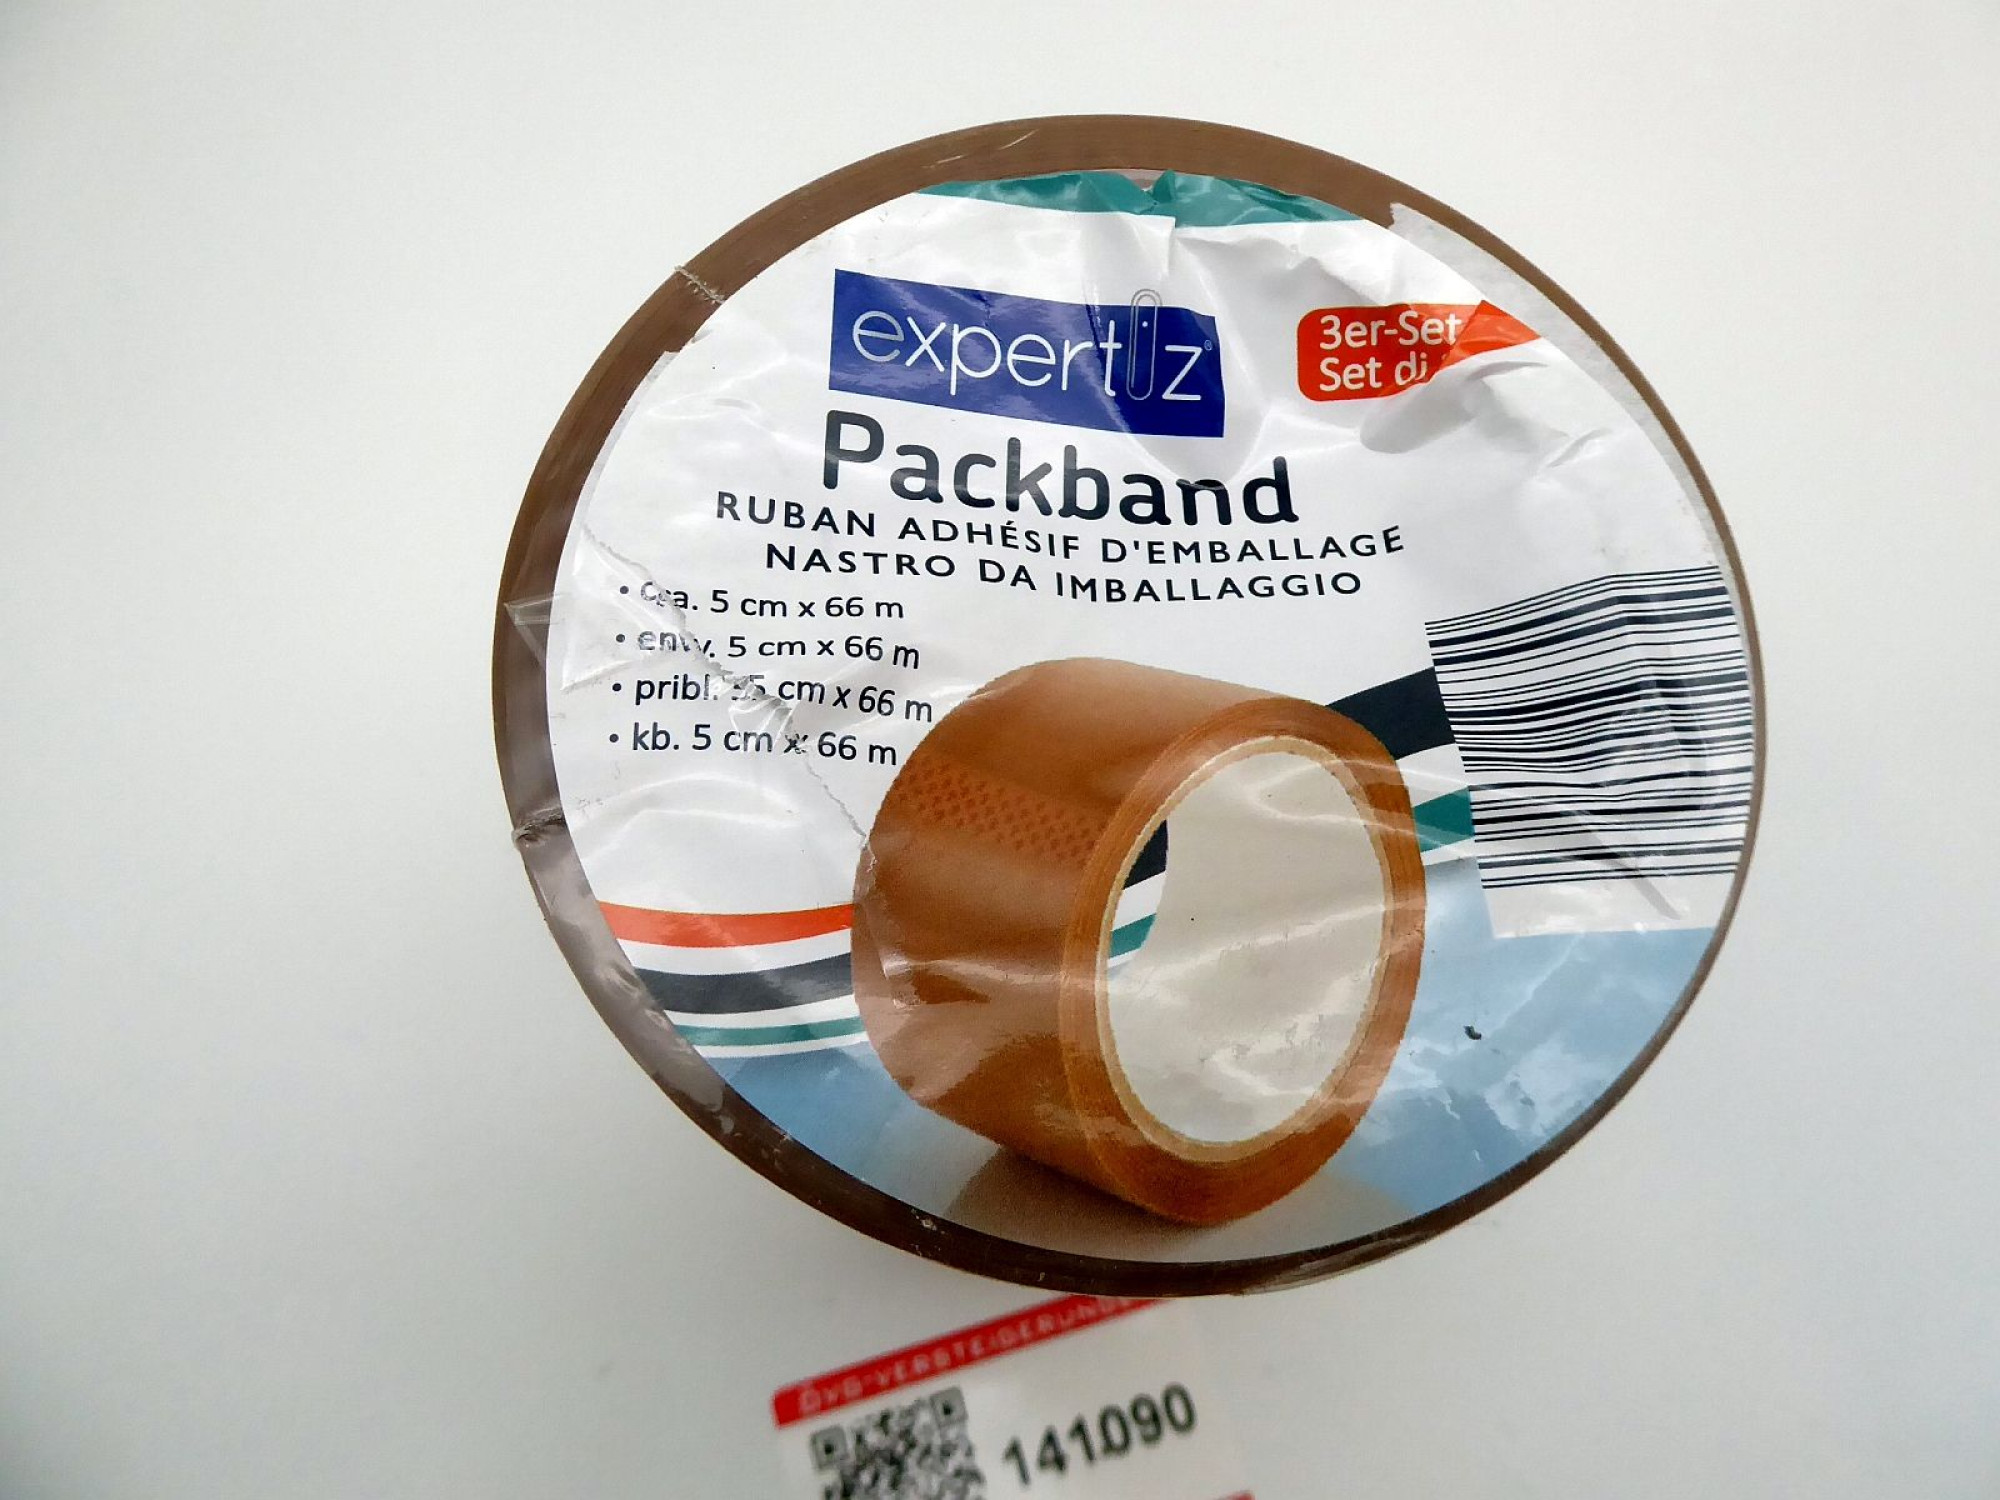 expertiz®
3er-Set
Set di
Packband
RUBAN ADHÉSIF D'EMBALLAGE
NASTRO DA IMBALLAGGIO
• ca. 5 cm x 66 m
• env. 5 cm x 66 m
• pribl. 5 cm x 66 m
• kb. 5 cm x 66 m
141090